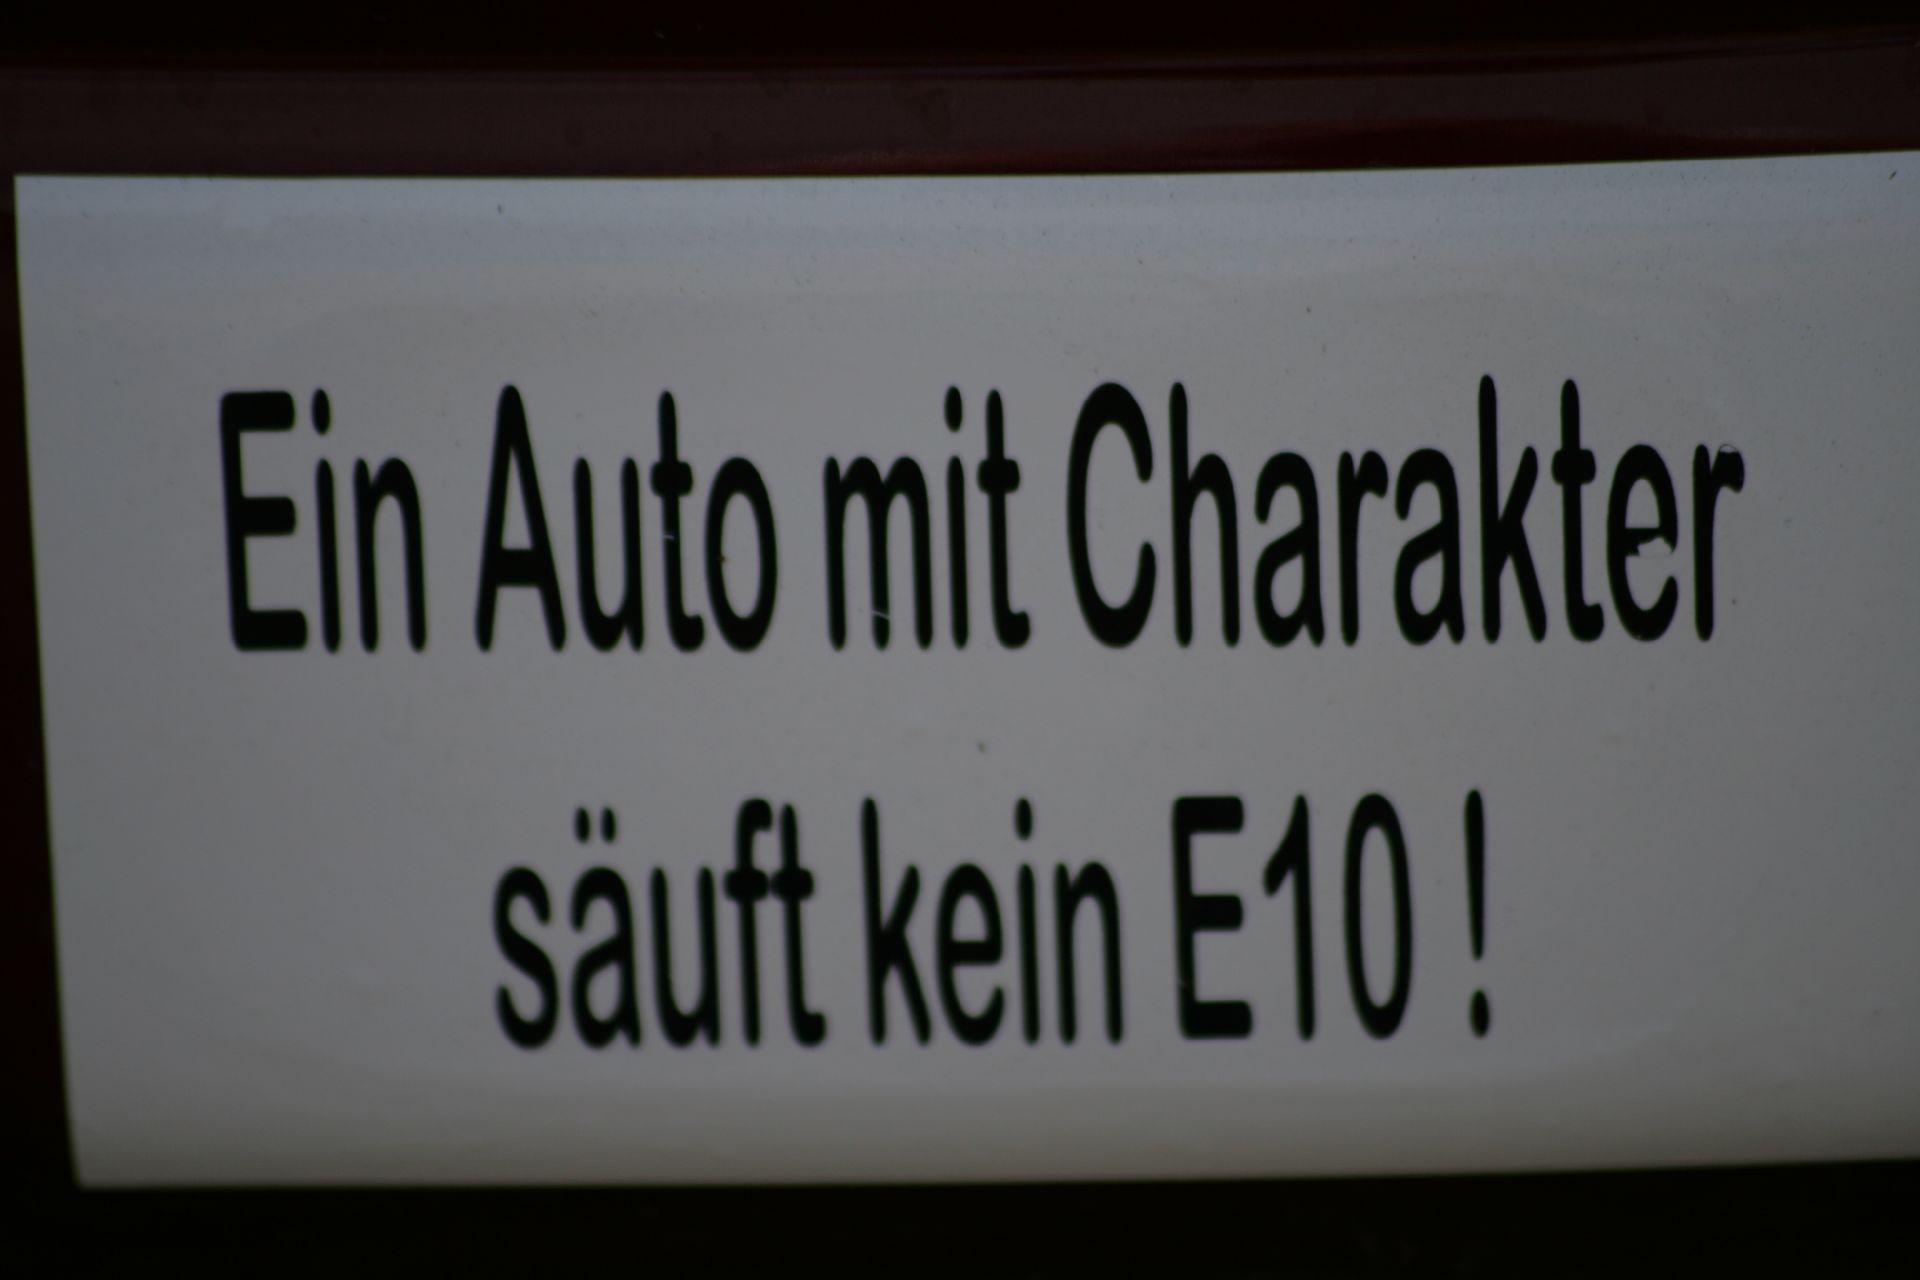 Ein Auto mit Charakter
säuft kein E10 !